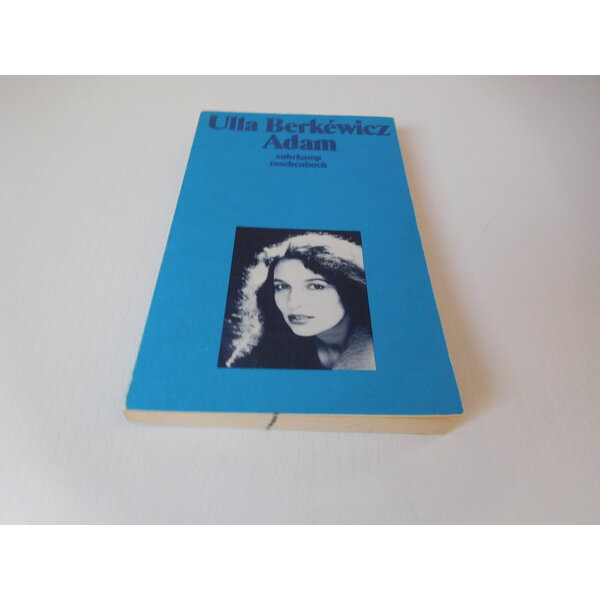 Ulla Berkéwicz
Adam
suhrkamp
taschenbuch